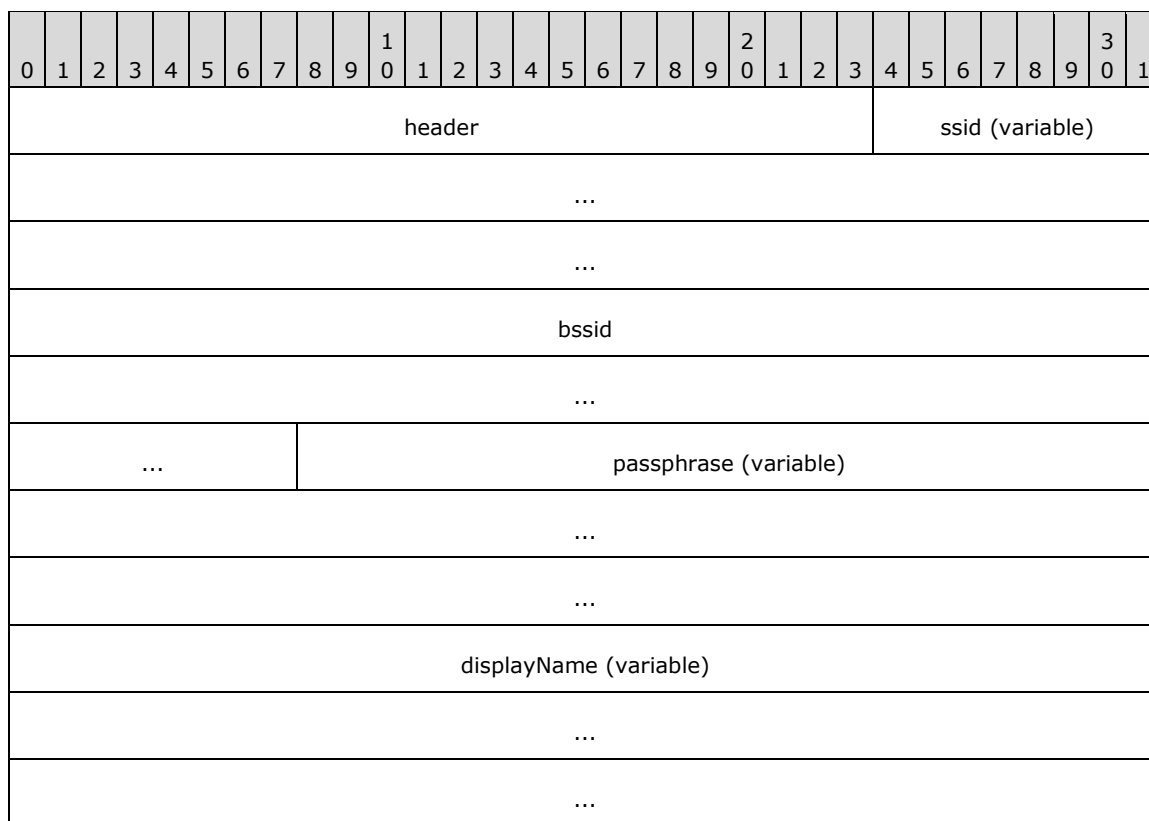 1 2 3
0 1 2 3 4 5 6 7 8 9 0 1 2 3 4 5 6 7 8 9 0 1 2 3 4 5 6 7 8 9 0 1
header ssid (variable)
...
...
bssid
...
... passphrase (variable)
...
...
displayName (variable)
...
...